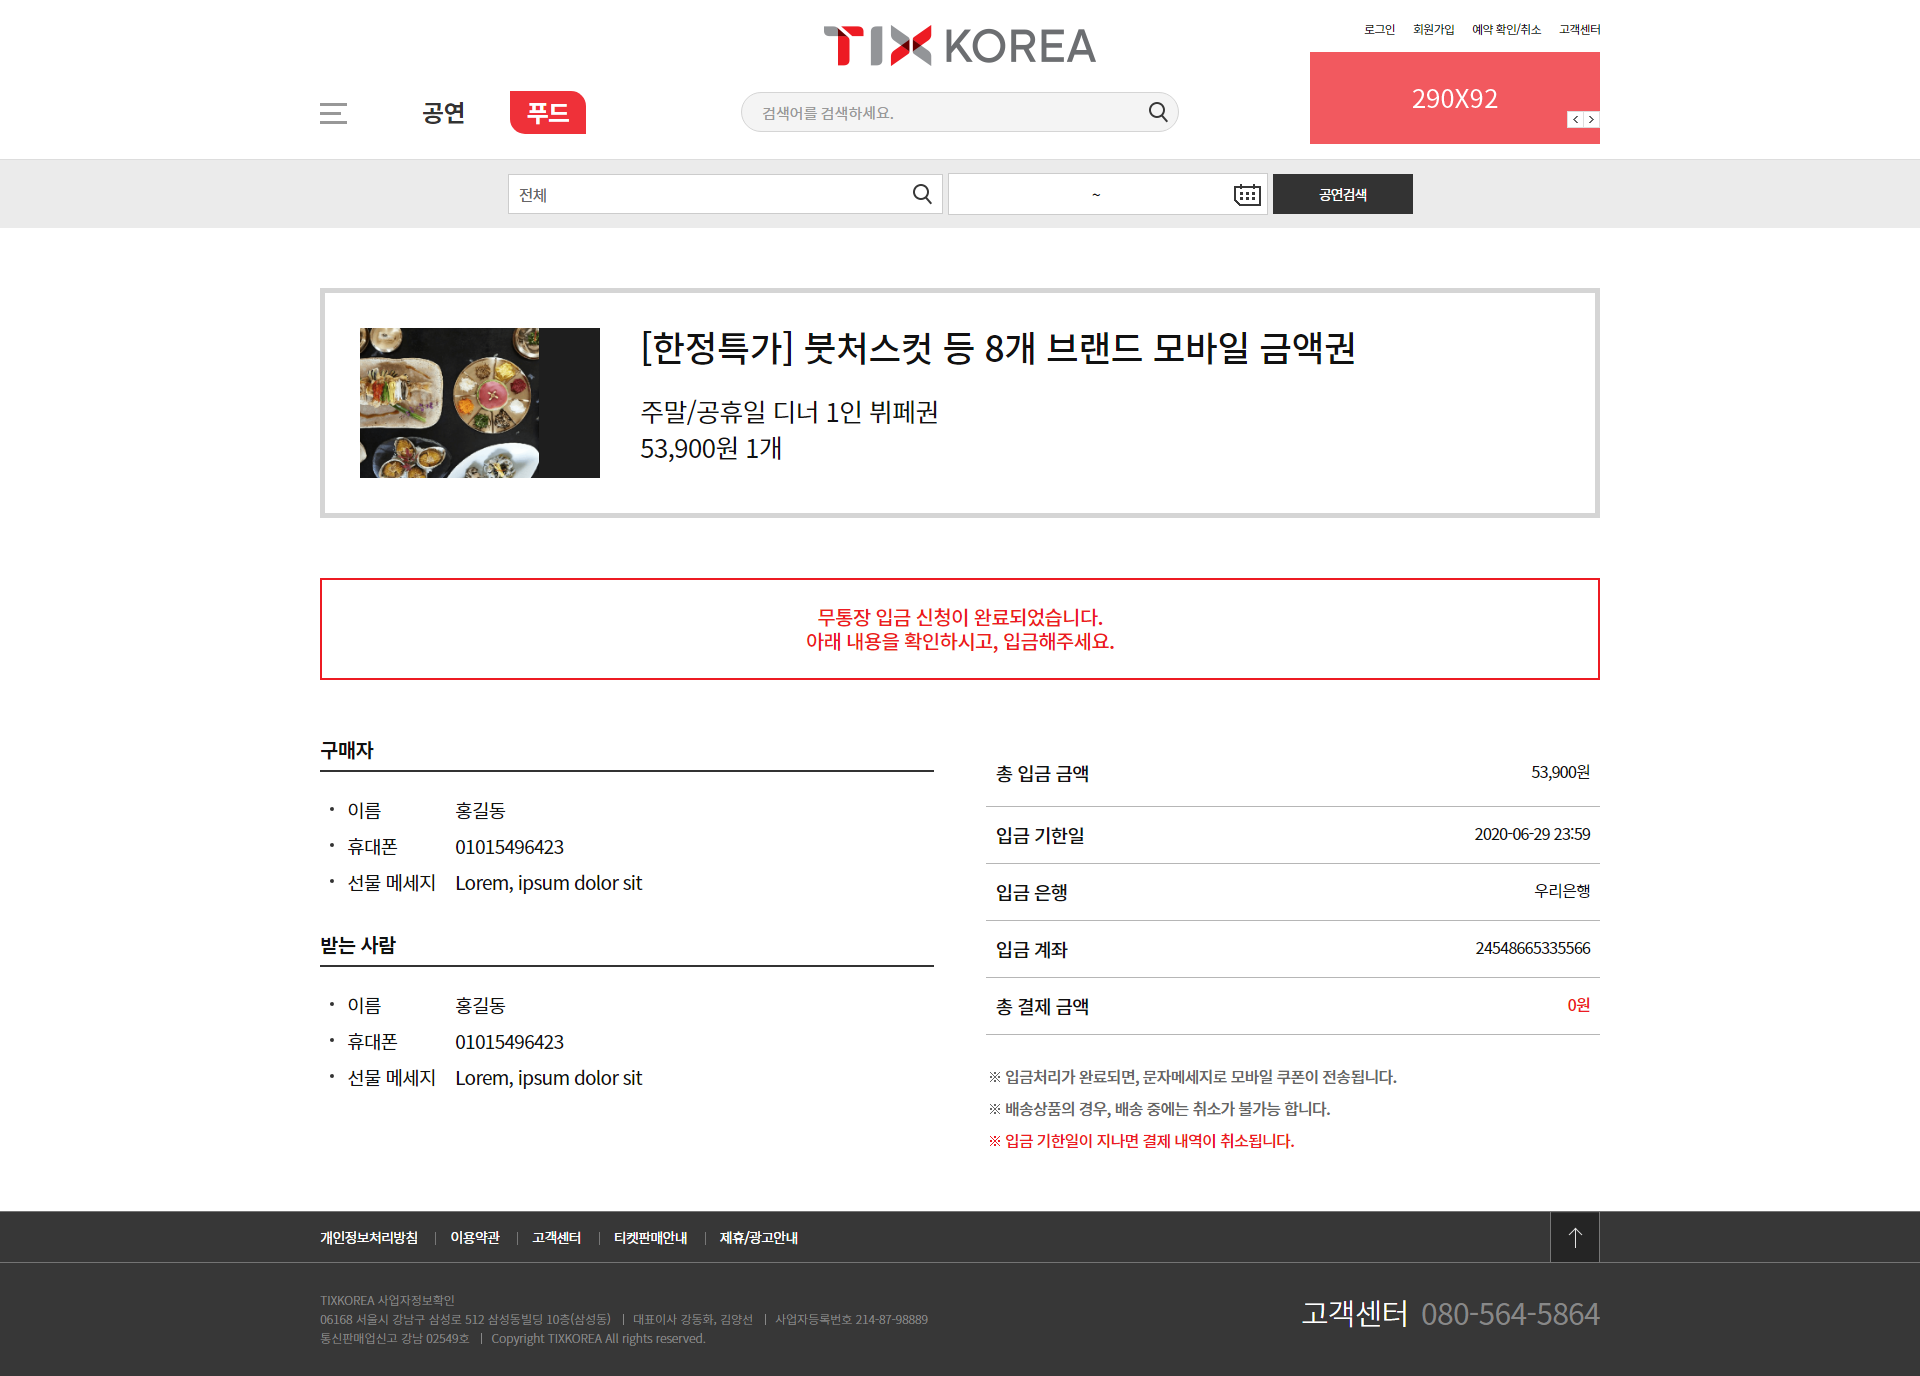 TIX KOREA
로그인 회원가입 예약 확인/취소 고객센터
290X92
공연 푸드
검색어를 검색하세요.
전체 ~ 공연검색
[한정특가] 붓처스컷 등 8개 브랜드 모바일 금액권
주말/공휴일 디너 1인 뷔페권
53,900원 1개
무통장 입금 신청이 완료되었습니다.
아래 내용을 확인하시고, 입금해주세요.
구매자
· 이름 홍길동
· 휴대폰 01015496423
· 선물 메세지 Lorem, ipsum dolor sit
받는 사람
· 이름 홍길동
· 휴대폰 01015496423
· 선물 메세지 Lorem, ipsum dolor sit
총 입금 금액 53,900원
입금 기한일 2020-06-29 23:59
입금 은행 우리은행
입금 계좌 24548665335566
총 결제 금액 0원
※ 입금처리가 완료되면, 문자메세지로 모바일 쿠폰이 전송됩니다.
※ 배송상품의 경우, 배송 중에는 취소가 불가능 합니다.
※ 입금 기한일이 지나면 결제 내역이 취소됩니다.
개인정보처리방침 | 이용약관 | 고객센터 | 티켓판매안내 | 제휴/광고안내
TIXKOREA 사업자정보확인
06168 서울시 강남구 삼성로 512 삼성동빌딩 10층(삼성동) | 대표이사 강동화, 김양선 | 사업자등록번호 214-87-98889
통신판매업신고 강남 02549호 | Copyright TIXKOREA All rights reserved.
고객센터 080-564-5864